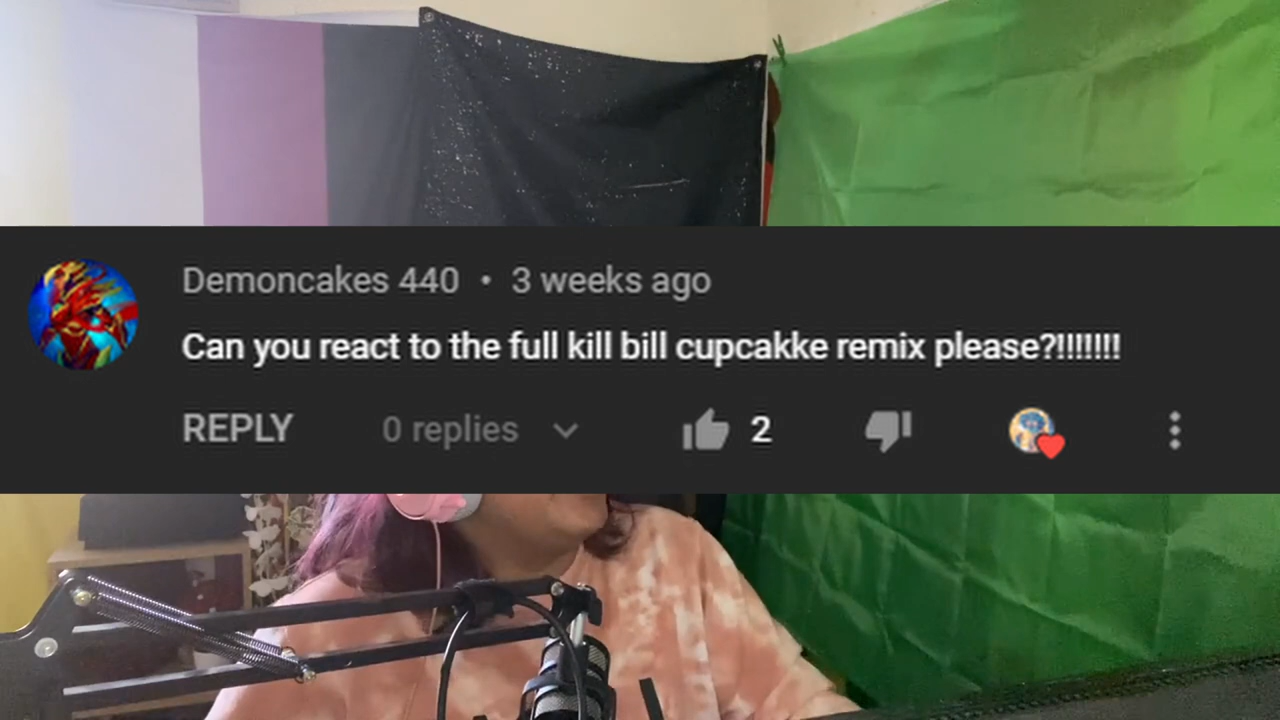 Demoncakes 440 • 3 weeks ago
Can you react to the full kill bill cupcakke remix please?!!!!!!!
REPLY 0 replies 2